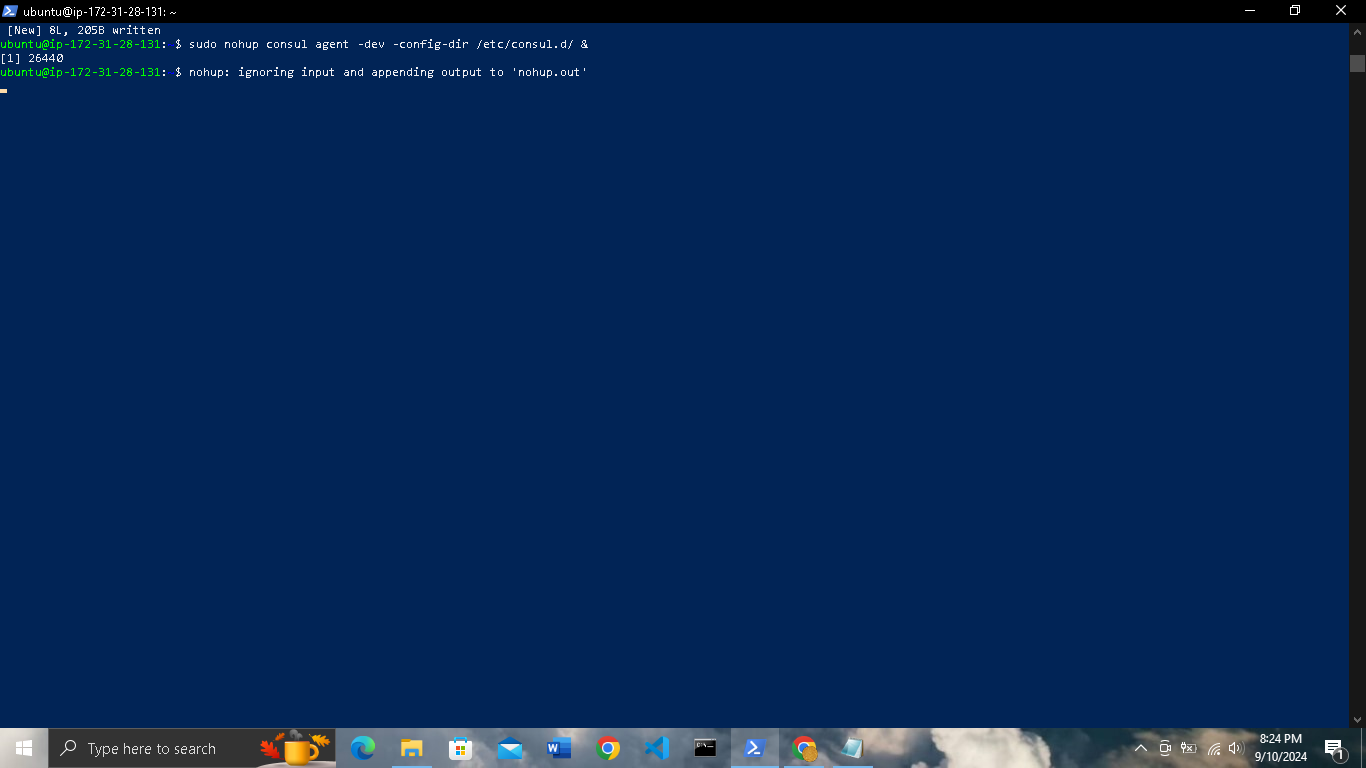 ubuntu@ip-172-31-28-131: ~
[New] 8L, 205B written
ubuntu@ip-172-31-28-131:~$ sudo nohup consul agent -dev -config-dir /etc/consul.d/ &
[1] 26440
ubuntu@ip-172-31-28-131:~$ nohup: ignoring input and appending output to 'nohup.out'
Type here to search
8:24 PM
9/10/2024
1